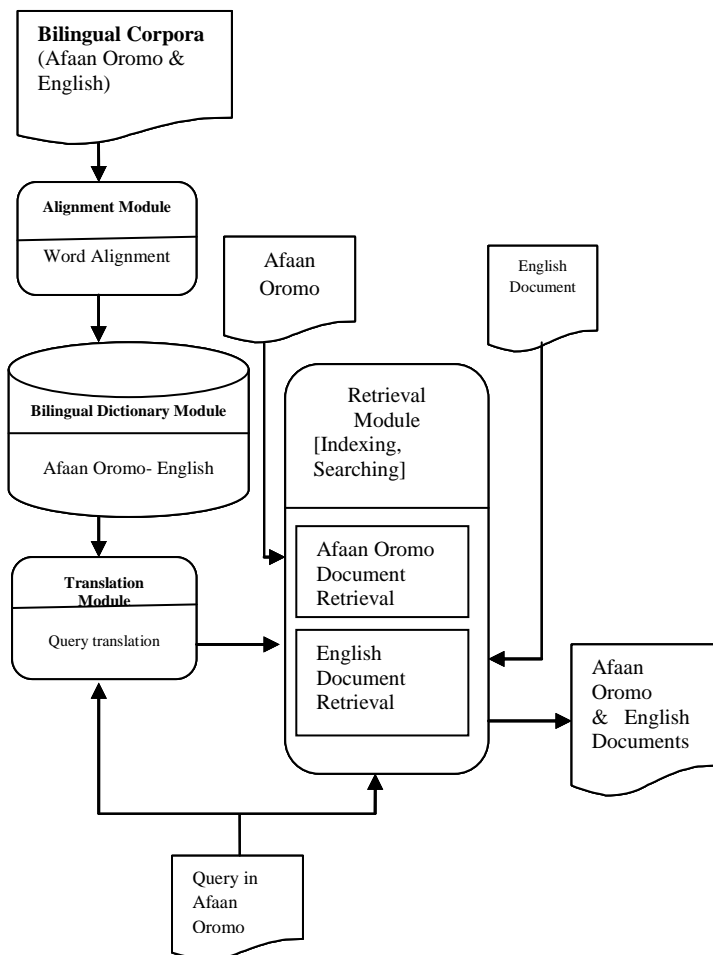 Bilingual Corpora
(Afaan Oromo &
English)
Alignment Module
Word Alignment
Afaan
Oromo
English
Document
Bilingual Dictionary Module
Afaan Oromo- English
Retrieval
Module
[Indexing,
Searching]
Afaan Oromo
Document
Retrieval
Translation
Module
Query translation
English
Document
Retrieval
Afaan
Oromo
& English
Documents
Query in
Afaan
Oromo